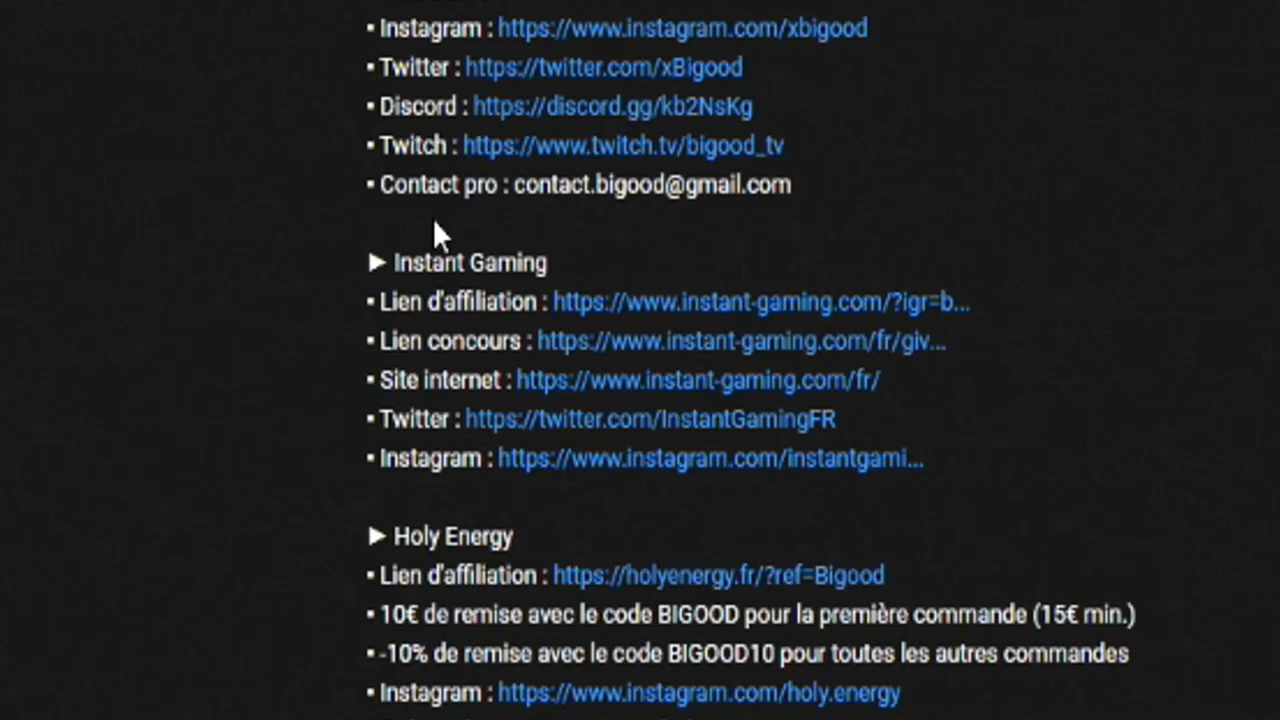 ▪ Instagram : https://www.instagram.com/xbigood
▪ Twitter : https://twitter.com/xBigood
▪ Discord : https://discord.gg/kb2NsKg
▪ Twitch : https://www.twitch.tv/bigood_tv
▪ Contact pro : contact.bigood@gmail.com
► Instant Gaming
▪ Lien d'affiliation : https://www.instant-gaming.com/?igr=b...
▪ Lien concours : https://www.instant-gaming.com/fr/giv...
▪ Site internet : https://www.instant-gaming.com/fr/
▪ Twitter : https://twitter.com/InstantGamingFR
▪ Instagram : https://www.instagram.com/instantgami...
► Holy Energy
▪ Lien d'affiliation : https://holyenergy.fr/?ref=Bigood
▪ 10€ de remise avec le code BIGOOD pour la première commande (15€ min.)
▪ -10% de remise avec le code BIGOOD10 pour toutes les autres commandes
▪ Instagram : https://www.instagram.com/holy.energy